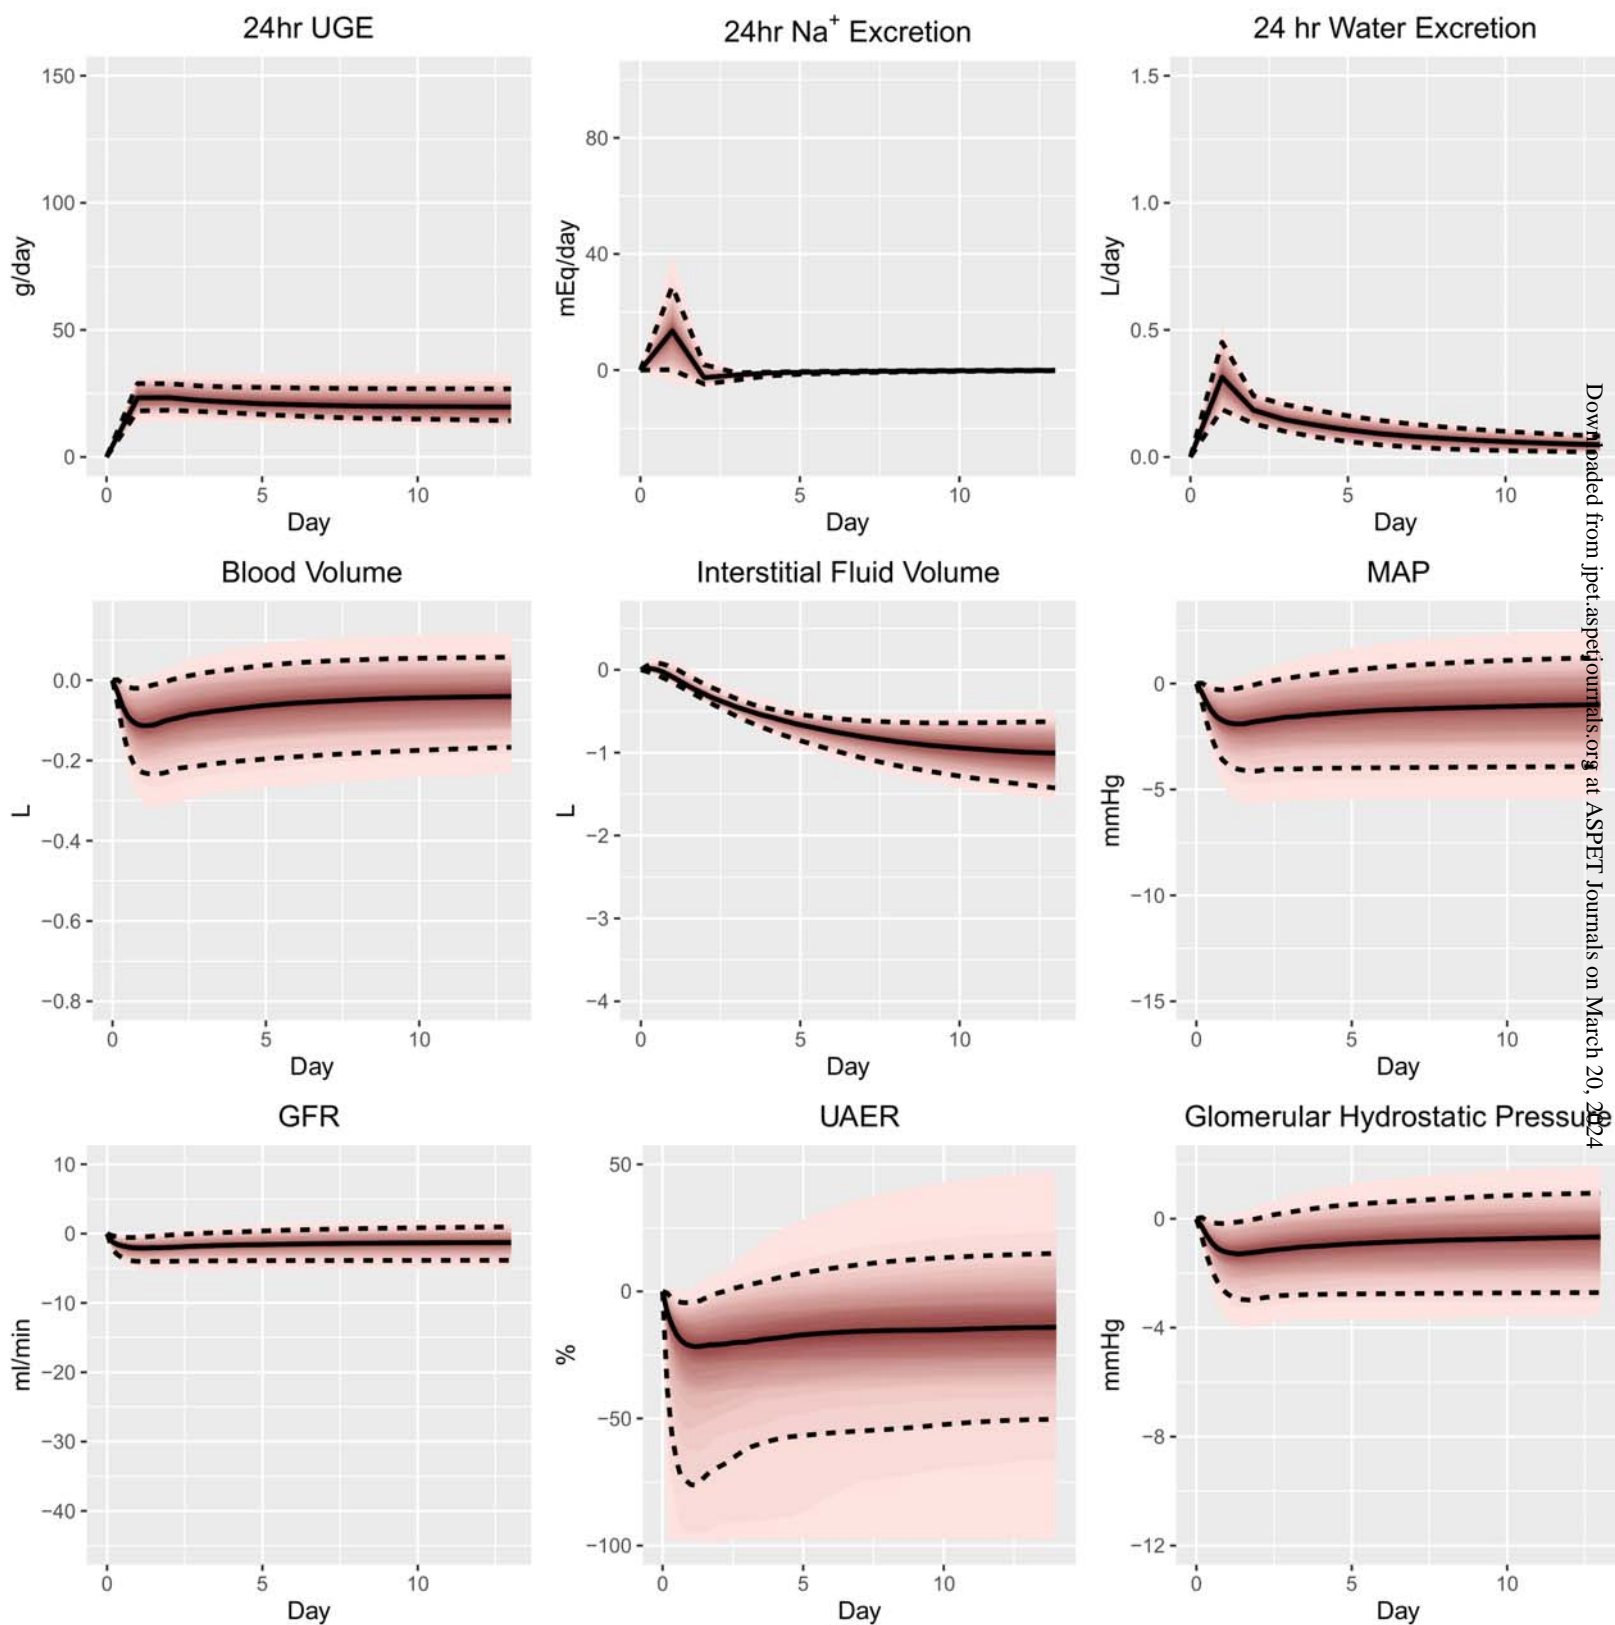 24hr UGE
150
100
50
0
g/day
0 5 10
Day
24hr Na+ Excretion
80
40
0
mEq/day
0 5 10
Day
24 hr Water Excretion
1.5
1.0
0.5
0.0
L/day
0 5 10
Day
Blood Volume
0.0
−0.2
−0.4
−0.6
−0.8
L
0 5 10
Day
Interstitial Fluid Volume
0
−1
−2
−3
−4
L
0 5 10
Day
MAP
0
−5
−10
−15
mmHg
0 5 10
Day
GFR
10
0
−10
−20
−30
−40
ml/min
0 5 10
Day
UAER
50
0
−50
−100
%
0 5 10
Day
Glomerular Hydrostatic Pressure
0
−4
−8
−12
mmHg
0 5 10
Day
Downloaded from jpet.aspetjournals.org at ASPET Journals on March 20, 2024